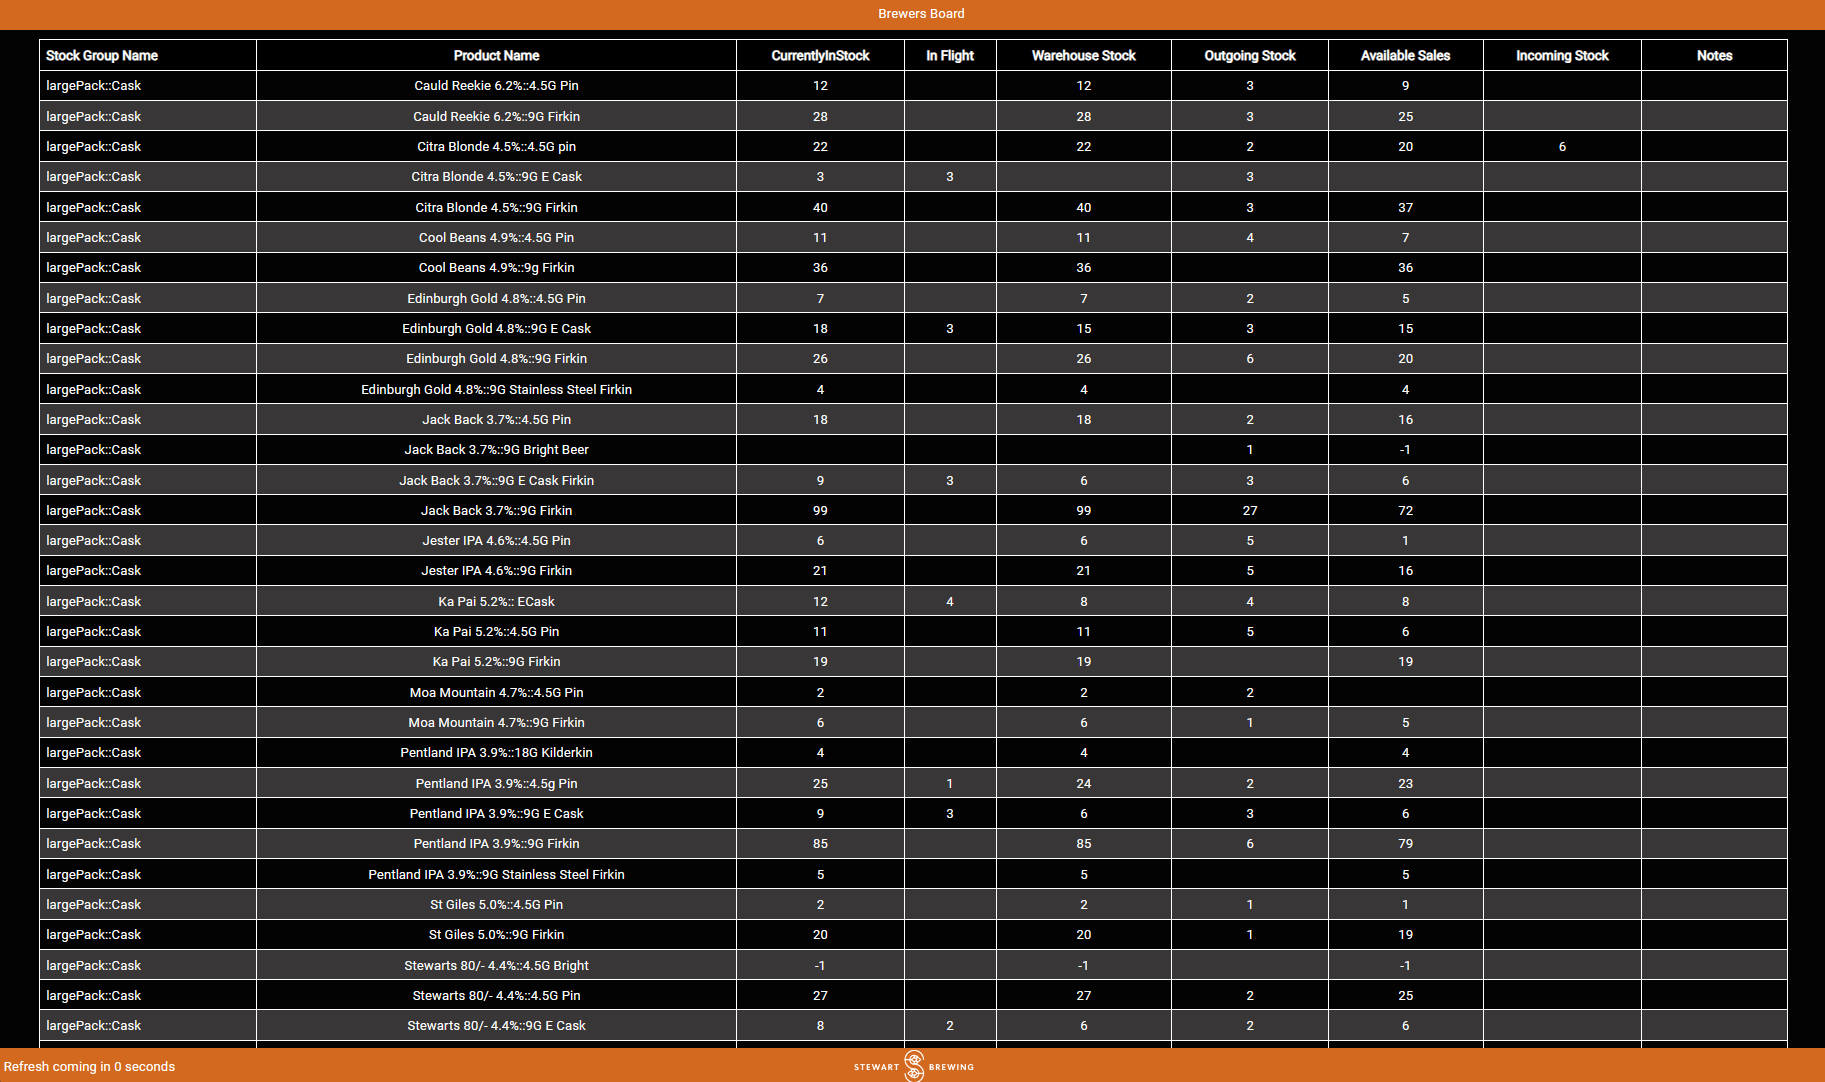 Brewers Board
Stock Group Name Product Name CurrentlyInStock In Flight Warehouse Stock Outgoing Stock Available Sales Incoming Stock Notes
largePack::Cask Cauld Reekie 6.2%::4.5G Pin 12 12 3 9
largePack::Cask Cauld Reekie 6.2%::9G Firkin 28 28 3 25
largePack::Cask Citra Blonde 4.5%::4.5G pin 22 22 2 20 6
largePack::Cask Citra Blonde 4.5%::9G E Cask 3 3 3
largePack::Cask Citra Blonde 4.5%::9G Firkin 40 40 3 37
largePack::Cask Cool Beans 4.9%::4.5G Pin 11 11 4 7
largePack::Cask Cool Beans 4.9%::9g Firkin 36 36 36
largePack::Cask Edinburgh Gold 4.8%::4.5G Pin 7 7 2 5
largePack::Cask Edinburgh Gold 4.8%::9G E Cask 18 3 15 3 15
largePack::Cask Edinburgh Gold 4.8%::9G Firkin 26 26 6 20
largePack::Cask Edinburgh Gold 4.8%::9G Stainless Steel Firkin 4 4 4
largePack::Cask Jack Back 3.7%::4.5G Pin 18 18 2 16
largePack::Cask Jack Back 3.7%::9G Bright Beer 1 -1
largePack::Cask Jack Back 3.7%::9G E Cask Firkin 9 3 6 3 6
largePack::Cask Jack Back 3.7%::9G Firkin 99 99 27 72
largePack::Cask Jester IPA 4.6%::4.5G Pin 6 6 5 1
largePack::Cask Jester IPA 4.6%::9G Firkin 21 21 5 16
largePack::Cask Ka Pai 5.2%:: ECask 12 4 8 4 8
largePack::Cask Ka Pai 5.2%::4.5G Pin 11 11 5 6
largePack::Cask Ka Pai 5.2%::9G Firkin 19 19 19
largePack::Cask Moa Mountain 4.7%::4.5G Pin 2 2 2
largePack::Cask Moa Mountain 4.7%::9G Firkin 6 6 1 5
largePack::Cask Pentland IPA 3.9%::18G Kilderkin 4 4 4
largePack::Cask Pentland IPA 3.9%::4.5g Pin 25 1 24 2 23
largePack::Cask Pentland IPA 3.9%::9G E Cask 9 3 6 3 6
largePack::Cask Pentland IPA 3.9%::9G Firkin 85 85 6 79
largePack::Cask Pentland IPA 3.9%::9G Stainless Steel Firkin 5 5 5
largePack::Cask St Giles 5.0%::4.5G Pin 2 2 1 1
largePack::Cask St Giles 5.0%::9G Firkin 20 20 1 19
largePack::Cask Stewarts 80/- 4.4%::4.5G Bright -1 -1 -1
largePack::Cask Stewarts 80/- 4.4%::4.5G Pin 27 27 2 25
largePack::Cask Stewarts 80/- 4.4%::9G E Cask 8 2 6 2 6
Refresh coming in 0 seconds
STEWART BREWING